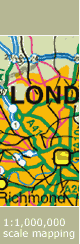 LOND
Richmond
1:1,000,000
scale mapping